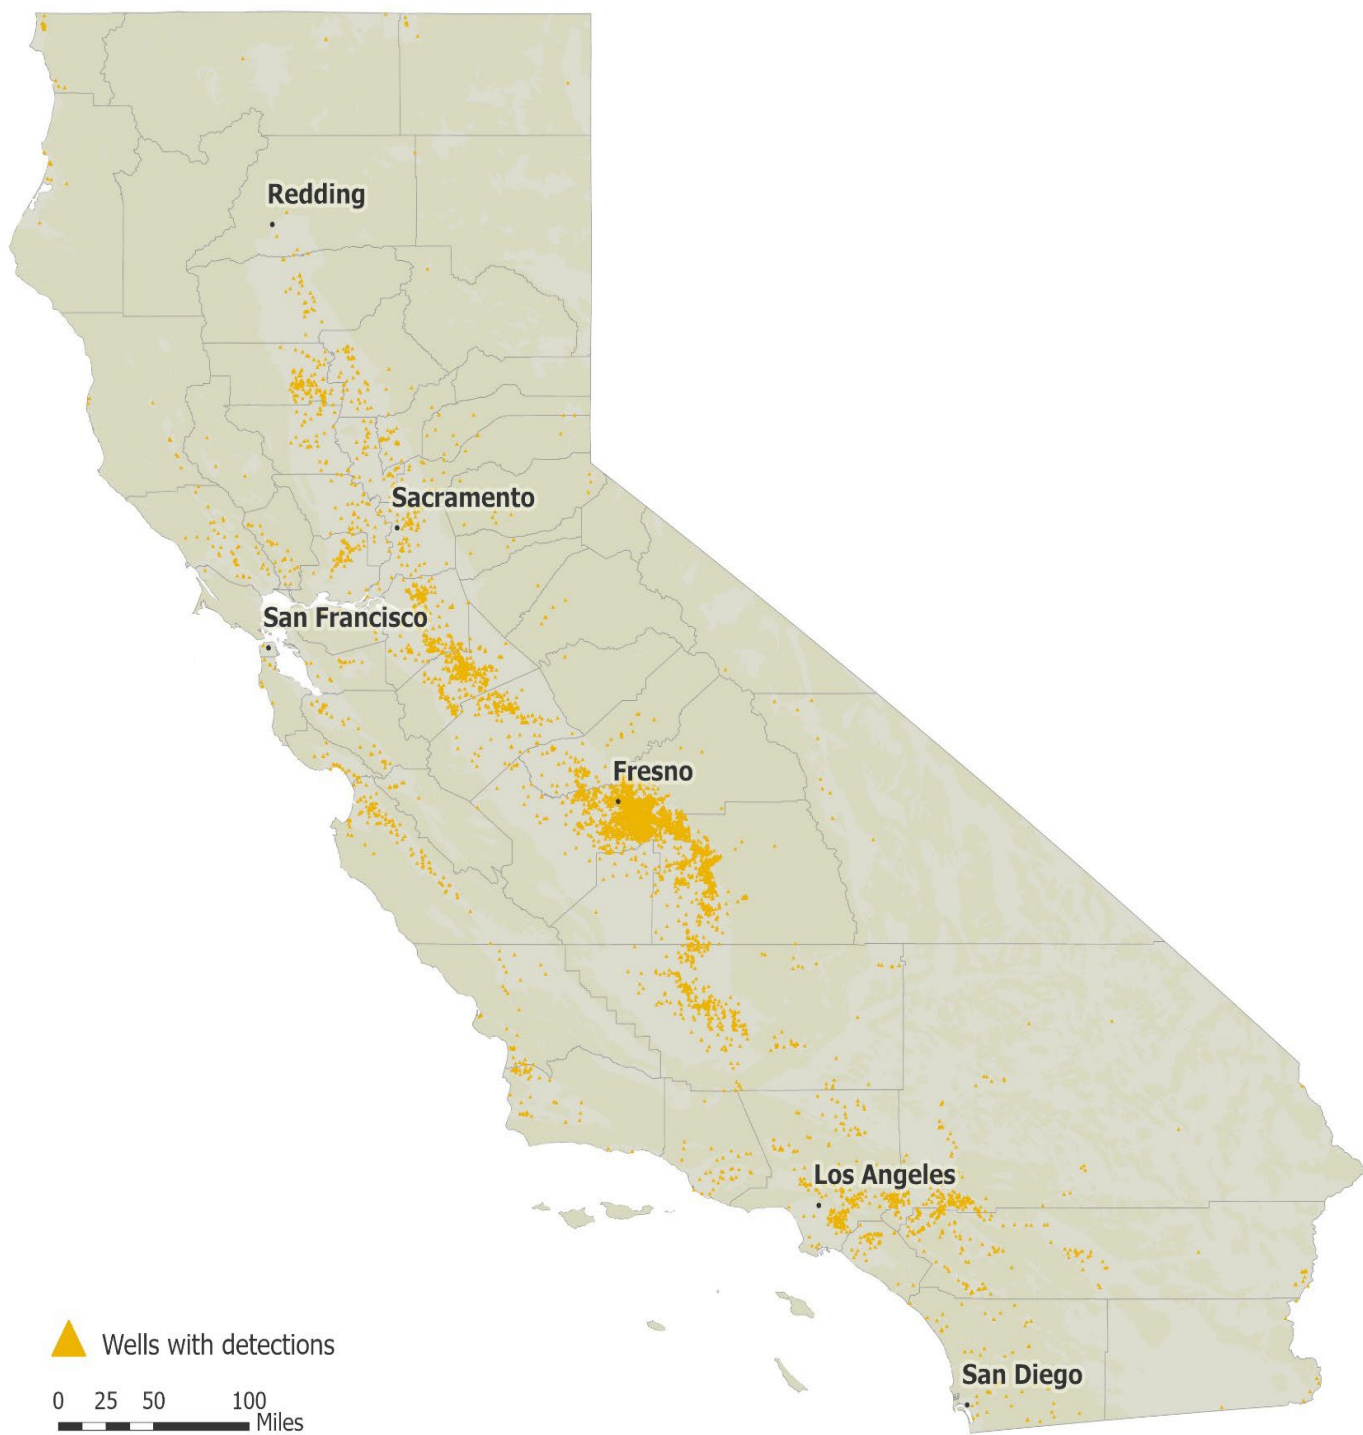 Redding
Sacramento
San Francisco
Fresno
Los Angeles
San Diego
Wells with detections
0 25 50 100
Miles